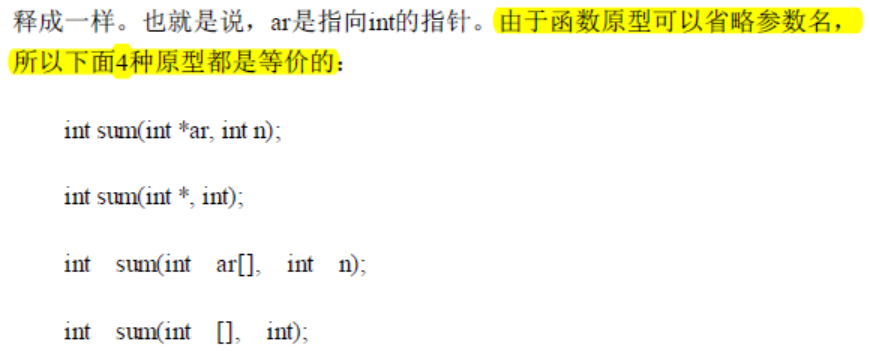 释成一样。也就是说，ar是指向int的指针。由于函数原型可以省略参数名，
所以下面4种原型都是等价的：
int sum(int *ar, int n);
int sum(int *, int);
int sum(int ar[], int n);
int sum(int [], int);